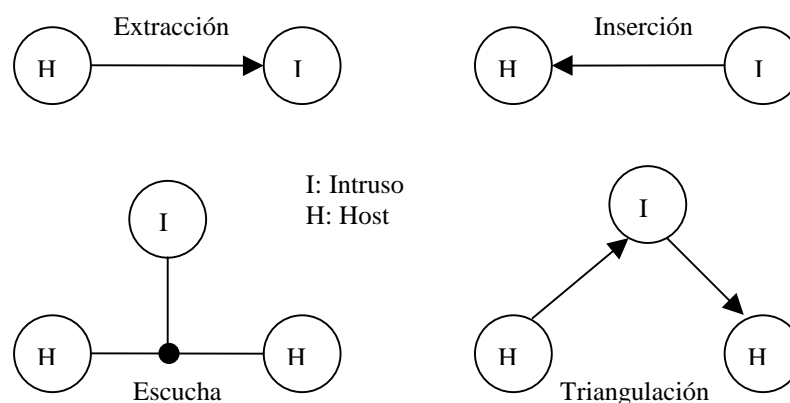 Extracción
H I
Inserción
H I
I: Intruso
H: Host
I
H H
Escucha
I
H H
Triangulación